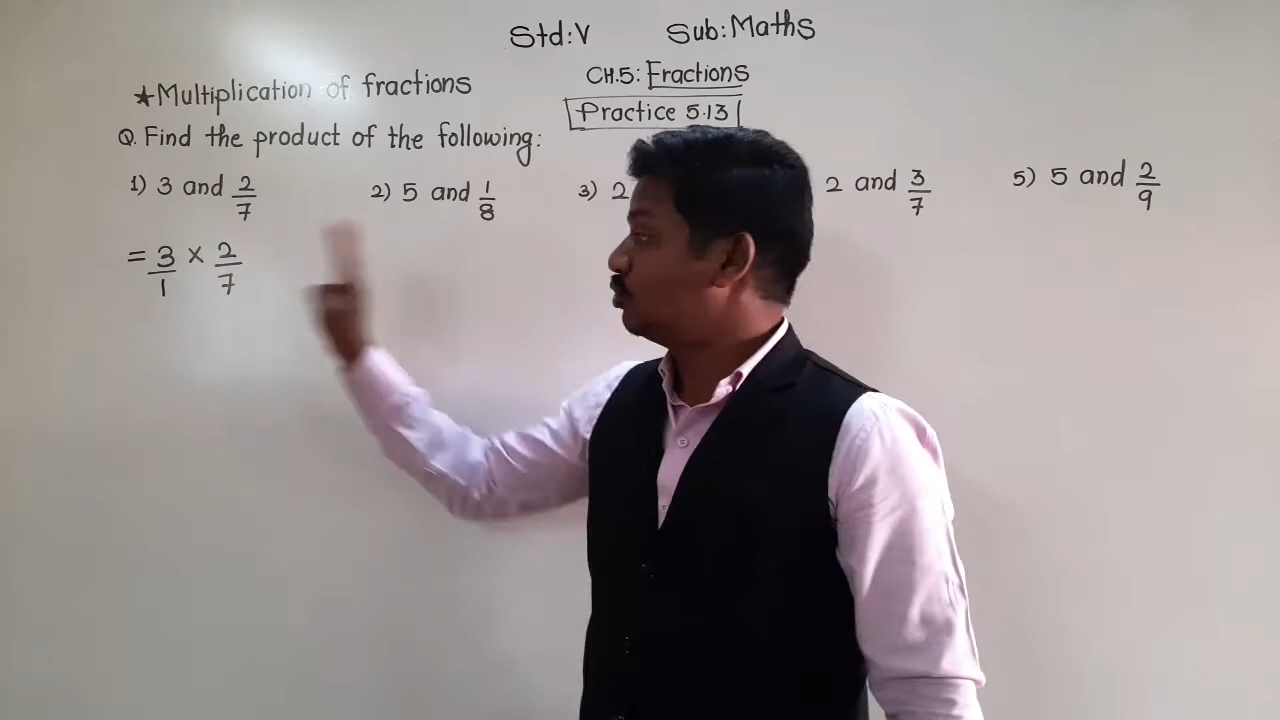 Std: V Sub: Maths
CH.5: Fractions
★Multiplication of fractions
Practice 5.13
Q. Find the product of the following:
1) 3 and 2/7 2) 5 and 1/8 3) 2 2 and 3/7 5) 5 and 2/9
= 3/1 × 2/7